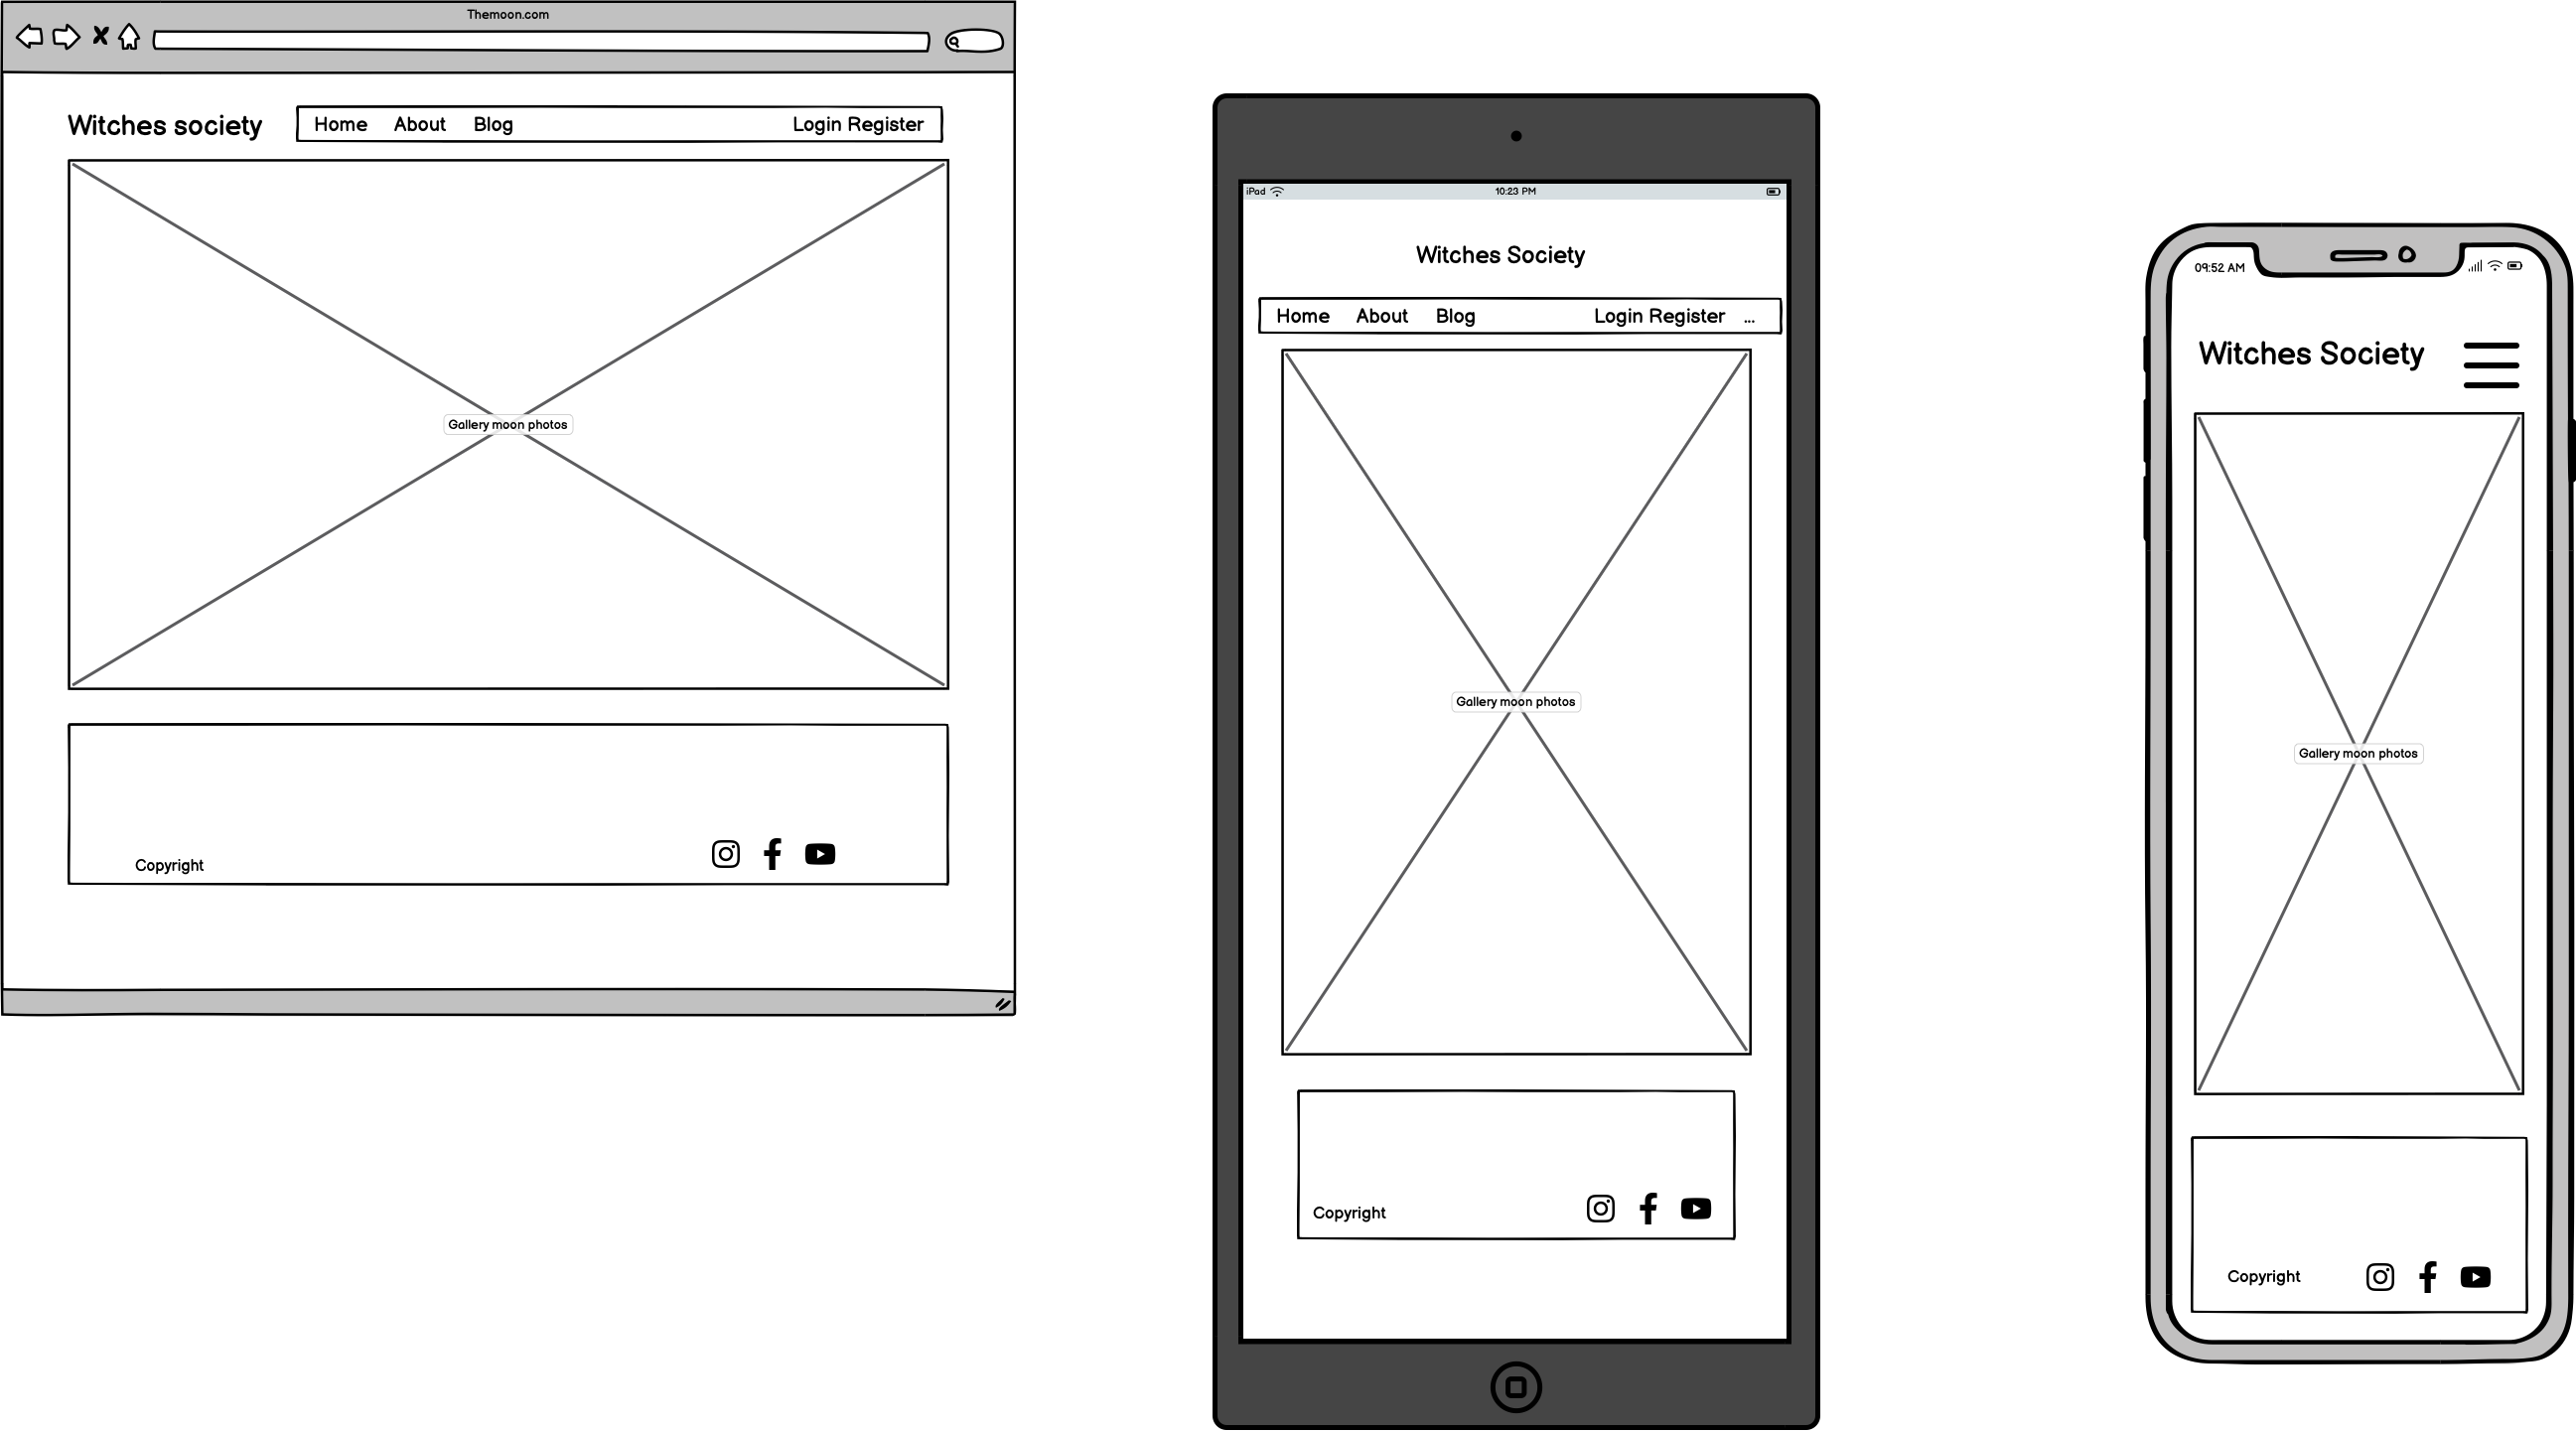 Themoon.com
Witches society
Home About Blog Login Register
Gallery moon photos
Copyright
iPad 10:23 PM
Witches Society
Home About Blog Login Register ...
Gallery moon photos
Copyright
09:52 AM
Witches Society
Gallery moon photos
Copyright